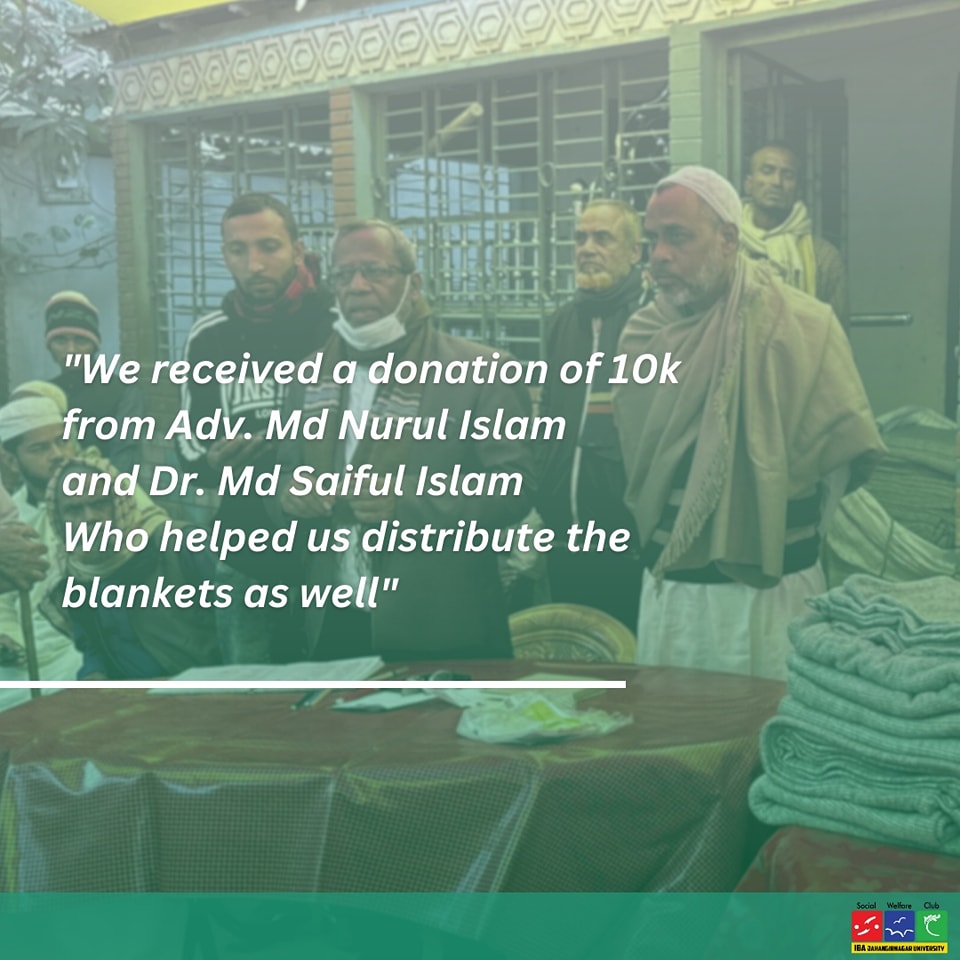 "We received a donation of 10k
from Adv. Md Nurul Islam
and Dr. Md Saiful Islam
Who helped us distribute the
blankets as well"
Social Welfare Club
IBA JAHANGIRNAGAR UNIVERSITY